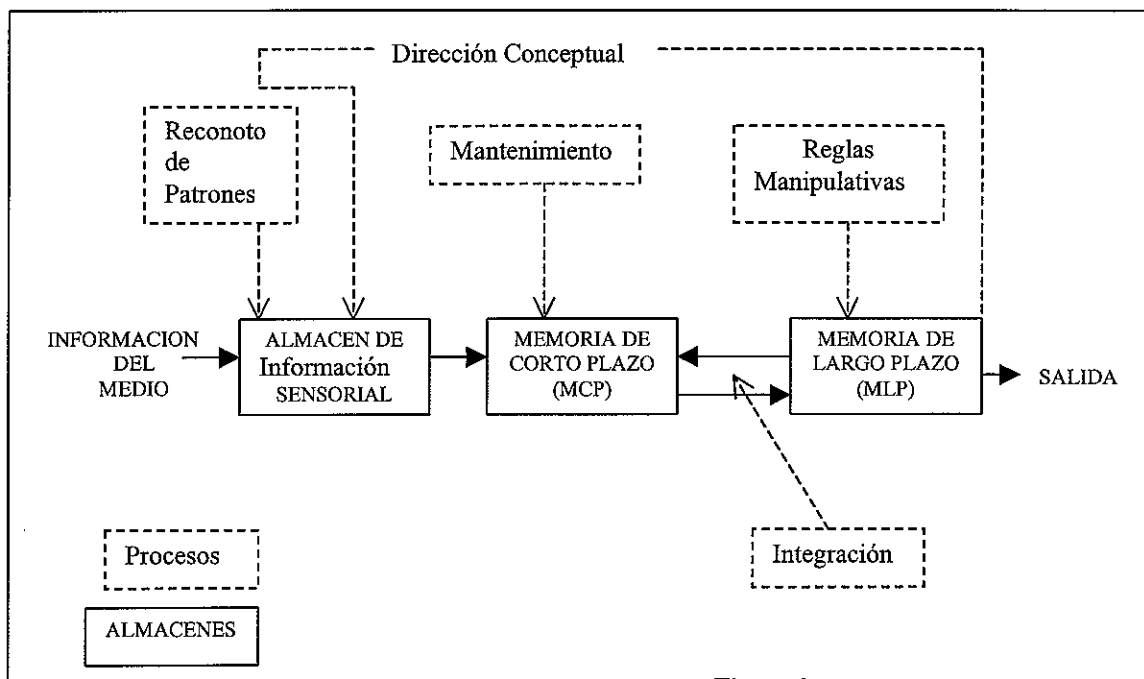 Dirección Conceptual
Reconoto
de
Patrones
Mantenimiento
Reglas
Manipulativas
INFORMACION
DEL
MEDIO
ALMACEN DE
Información
SENSORIAL
MEMORIA DE
CORTO PLAZO
(MCP)
MEMORIA DE
LARGO PLAZO
(MLP)
SALIDA
Integración
Procesos
ALMACENES